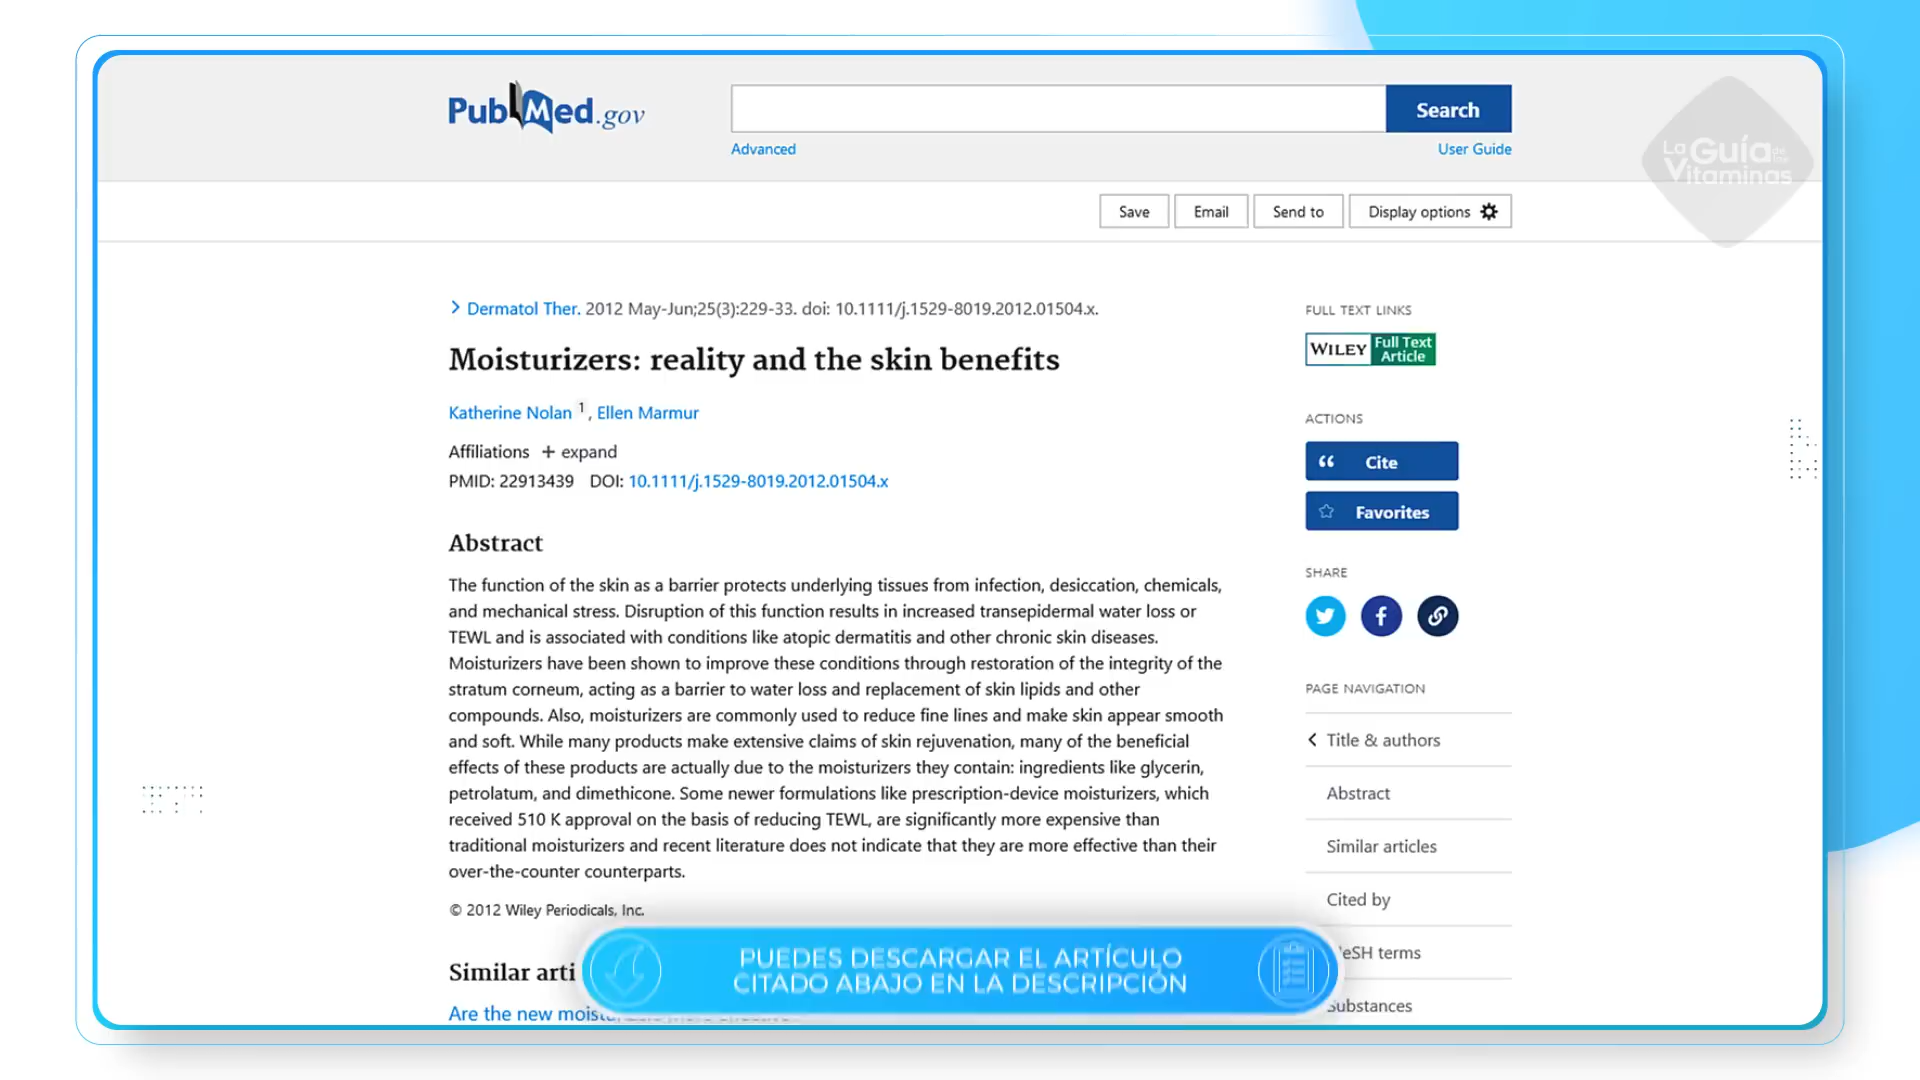 PubMed.gov
Search
Advanced
User Guide
La Guía de las
Vitaminas
Save
Email
Send to
Display options
Dermatol Ther. 2012 May-Jun;25(3):229-33. doi: 10.1111/j.1529-8019.2012.01504.x.
Moisturizers: reality and the skin benefits
Katherine Nolan 1, Ellen Marmur
Affiliations + expand
PMID: 22913439 DOI: 10.1111/j.1529-8019.2012.01504.x
Abstract
The function of the skin as a barrier protects underlying tissues from infection, desiccation, chemicals,
and mechanical stress. Disruption of this function results in increased transepidermal water loss or
TEWL and is associated with conditions like atopic dermatitis and other chronic skin diseases.
Moisturizers have been shown to improve these conditions through restoration of the integrity of the
stratum corneum, acting as a barrier to water loss and replacement of skin lipids and other
compounds. Also, moisturizers are commonly used to reduce fine lines and make skin appear smooth
and soft. While many products make extensive claims of skin rejuvenation, many of the beneficial
effects of these products are actually due to the moisturizers they contain: ingredients like glycerin,
petrolatum, and dimethicone. Some newer formulations like prescription-device moisturizers, which
received 510 K approval on the basis of reducing TEWL, are significantly more expensive than
traditional moisturizers and recent literature does not indicate that they are more effective than their
over-the-counter counterparts.
© 2012 Wiley Periodicals, Inc.
Similar arti
Are the new moist
FULL TEXT LINKS
WILEY Full Text
Article
ACTIONS
Cite
Favorites
SHARE
PAGE NAVIGATION
Title & authors
Abstract
Similar articles
Cited by
eSH terms
Substances
PUEDES DESCARGAR EL ARTÍCULO
CITADO ABAJO EN LA DESCRIPCIÓN